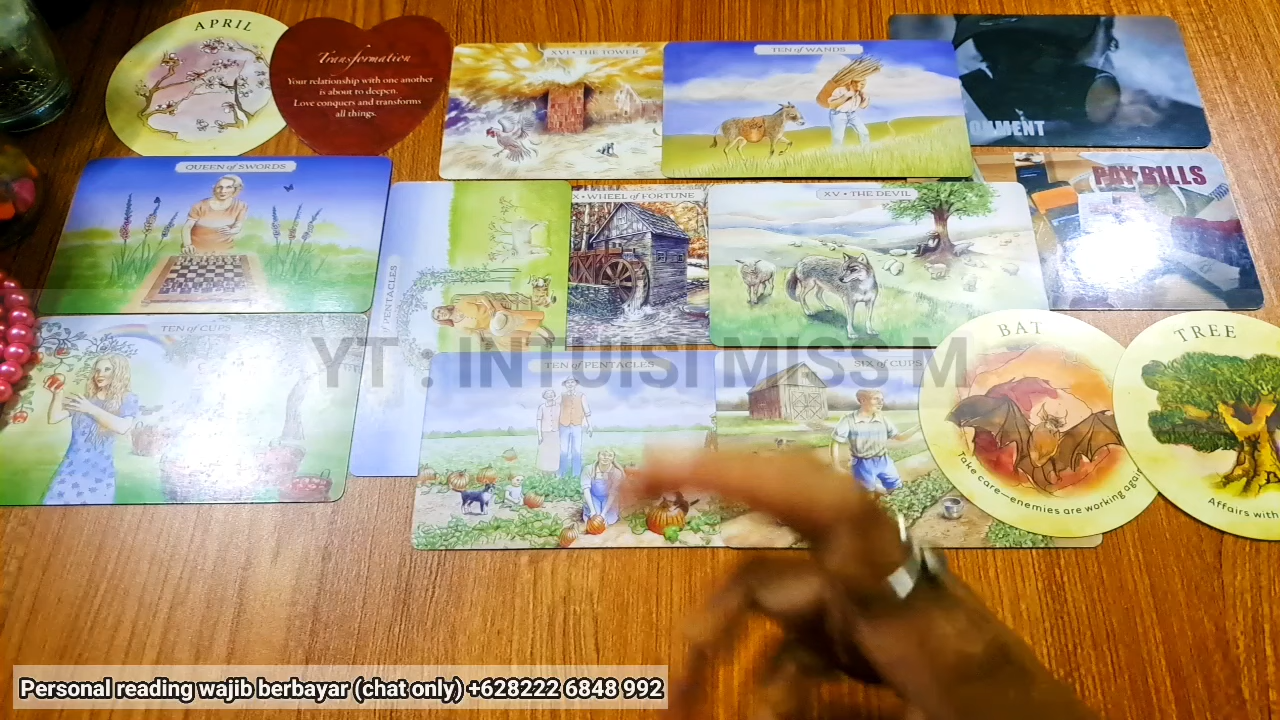 APRIL
Transformation
Your relationship with one another
is about to deepen.
Love conquers and transforms
all things.
XVI • THE TOWER
TEN of WANDS
PAY BILLS
QUEEN of SWORDS
PENTACLES
X • WHEEL of FORTUNE
XV • THE DEVIL
TEN of CUPS
YT : INTUISI MISS M
TEN of PENTACLES
SIX of CUPS
BAT
Take care—enemies are working again
TREE
Affairs with
Personal reading wajib berbayar (chat only) +628222 6848 992